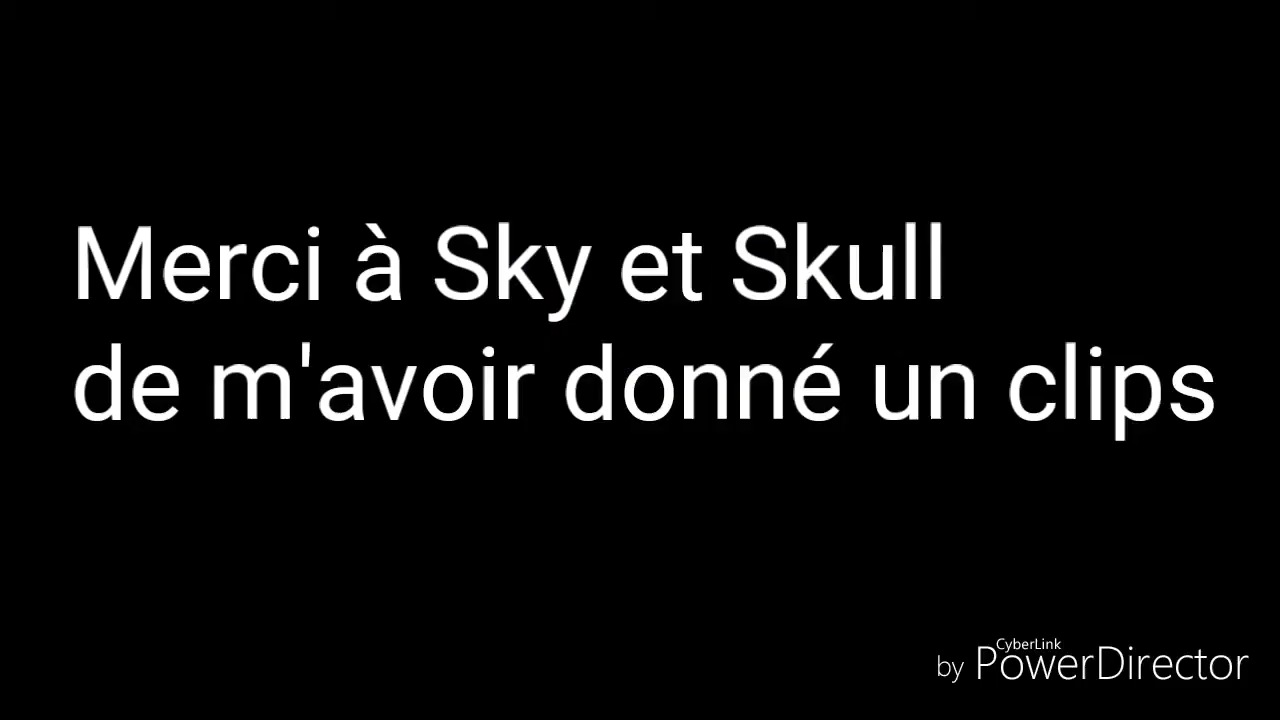 Merci à Sky et Skull
de m'avoir donné un clips
CyberLink
by PowerDirector